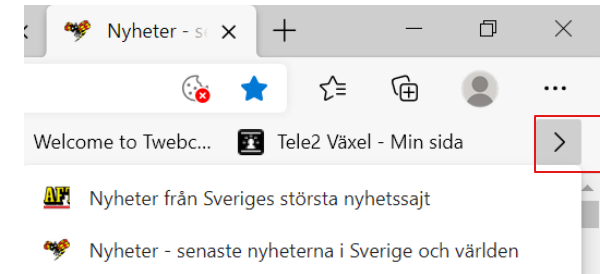 Nyheter - s
Welcome to Twebc... Tele2 Växel - Min sida
AF
Nyheter från Sveriges största nyhetssajt
Nyheter - senaste nyheterna i Sverige och världen